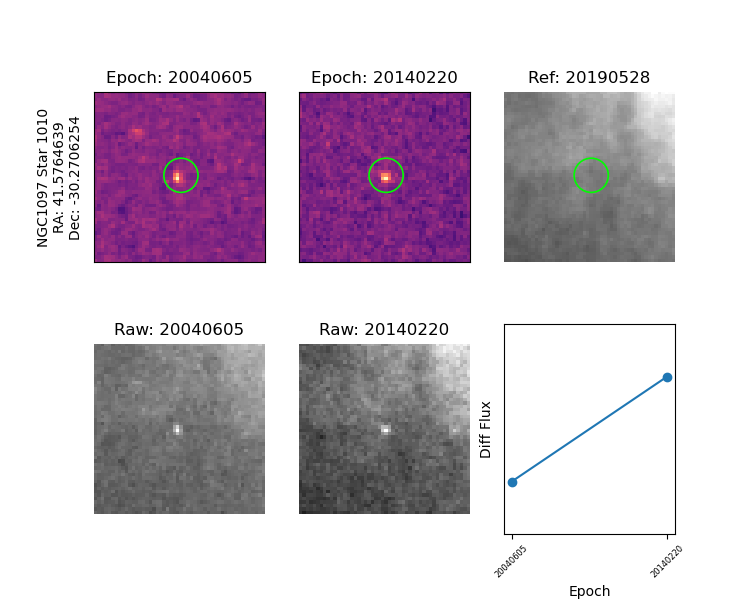 NGC1097 Star 1010
RA: 41.5764639
Dec: -30.2706254
Epoch: 20040605
Epoch: 20140220
Ref: 20190528
Raw: 20040605
Raw: 20140220
Diff Flux
20040605
20140220
Epoch